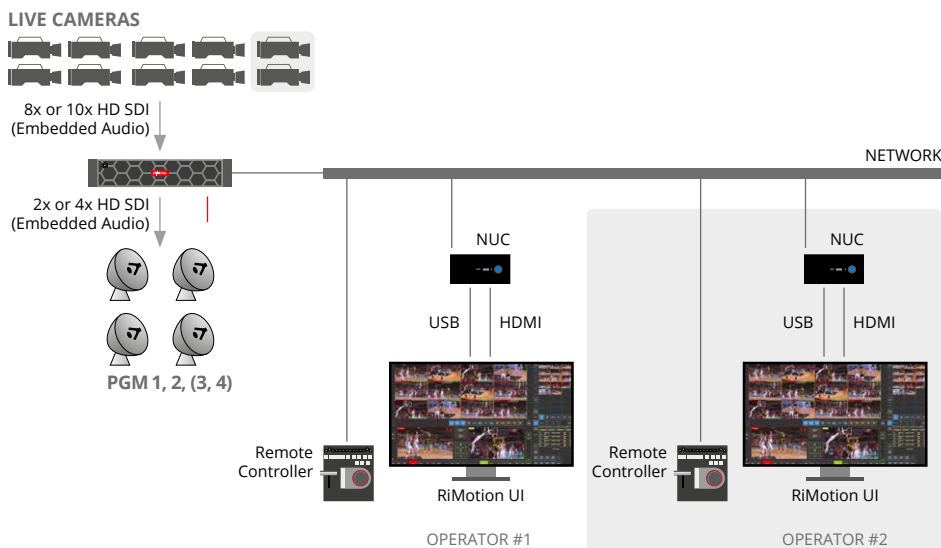 LIVE CAMERAS
8x or 10x HD SDI
(Embedded Audio)
NETWORK
2x or 4x HD SDI
(Embedded Audio)
PGM 1, 2, (3, 4)
NUC
USB
HDMI
Remote
Controller
RiMotion UI
OPERATOR #1
NUC
USB
HDMI
Remote
Controller
RiMotion UI
OPERATOR #2